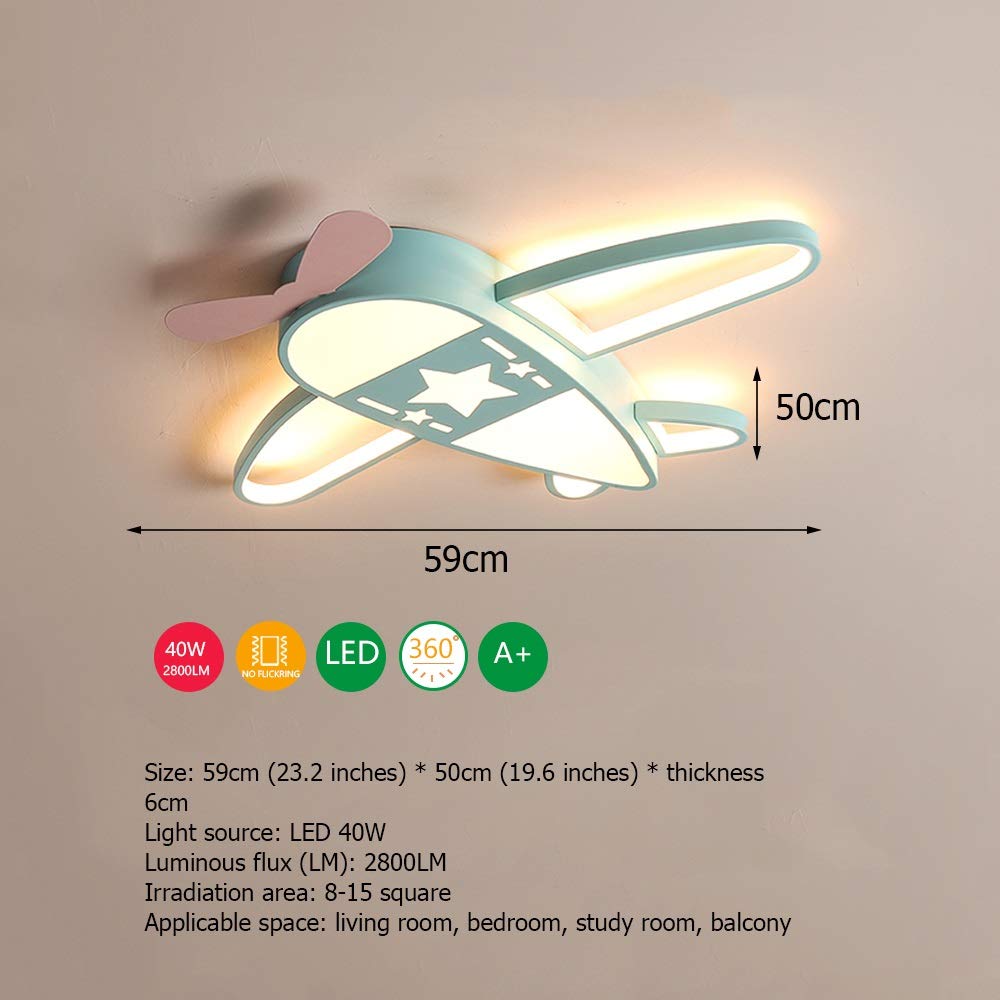 50cm
59cm
40W
2800LM
NO FLICKRING
LED
360°
A+
Size: 59cm (23.2 inches) * 50cm (19.6 inches) * thickness
6cm
Light source: LED 40W
Luminous flux (LM): 2800LM
Irradiation area: 8-15 square
Applicable space: living room, bedroom, study room, balcony